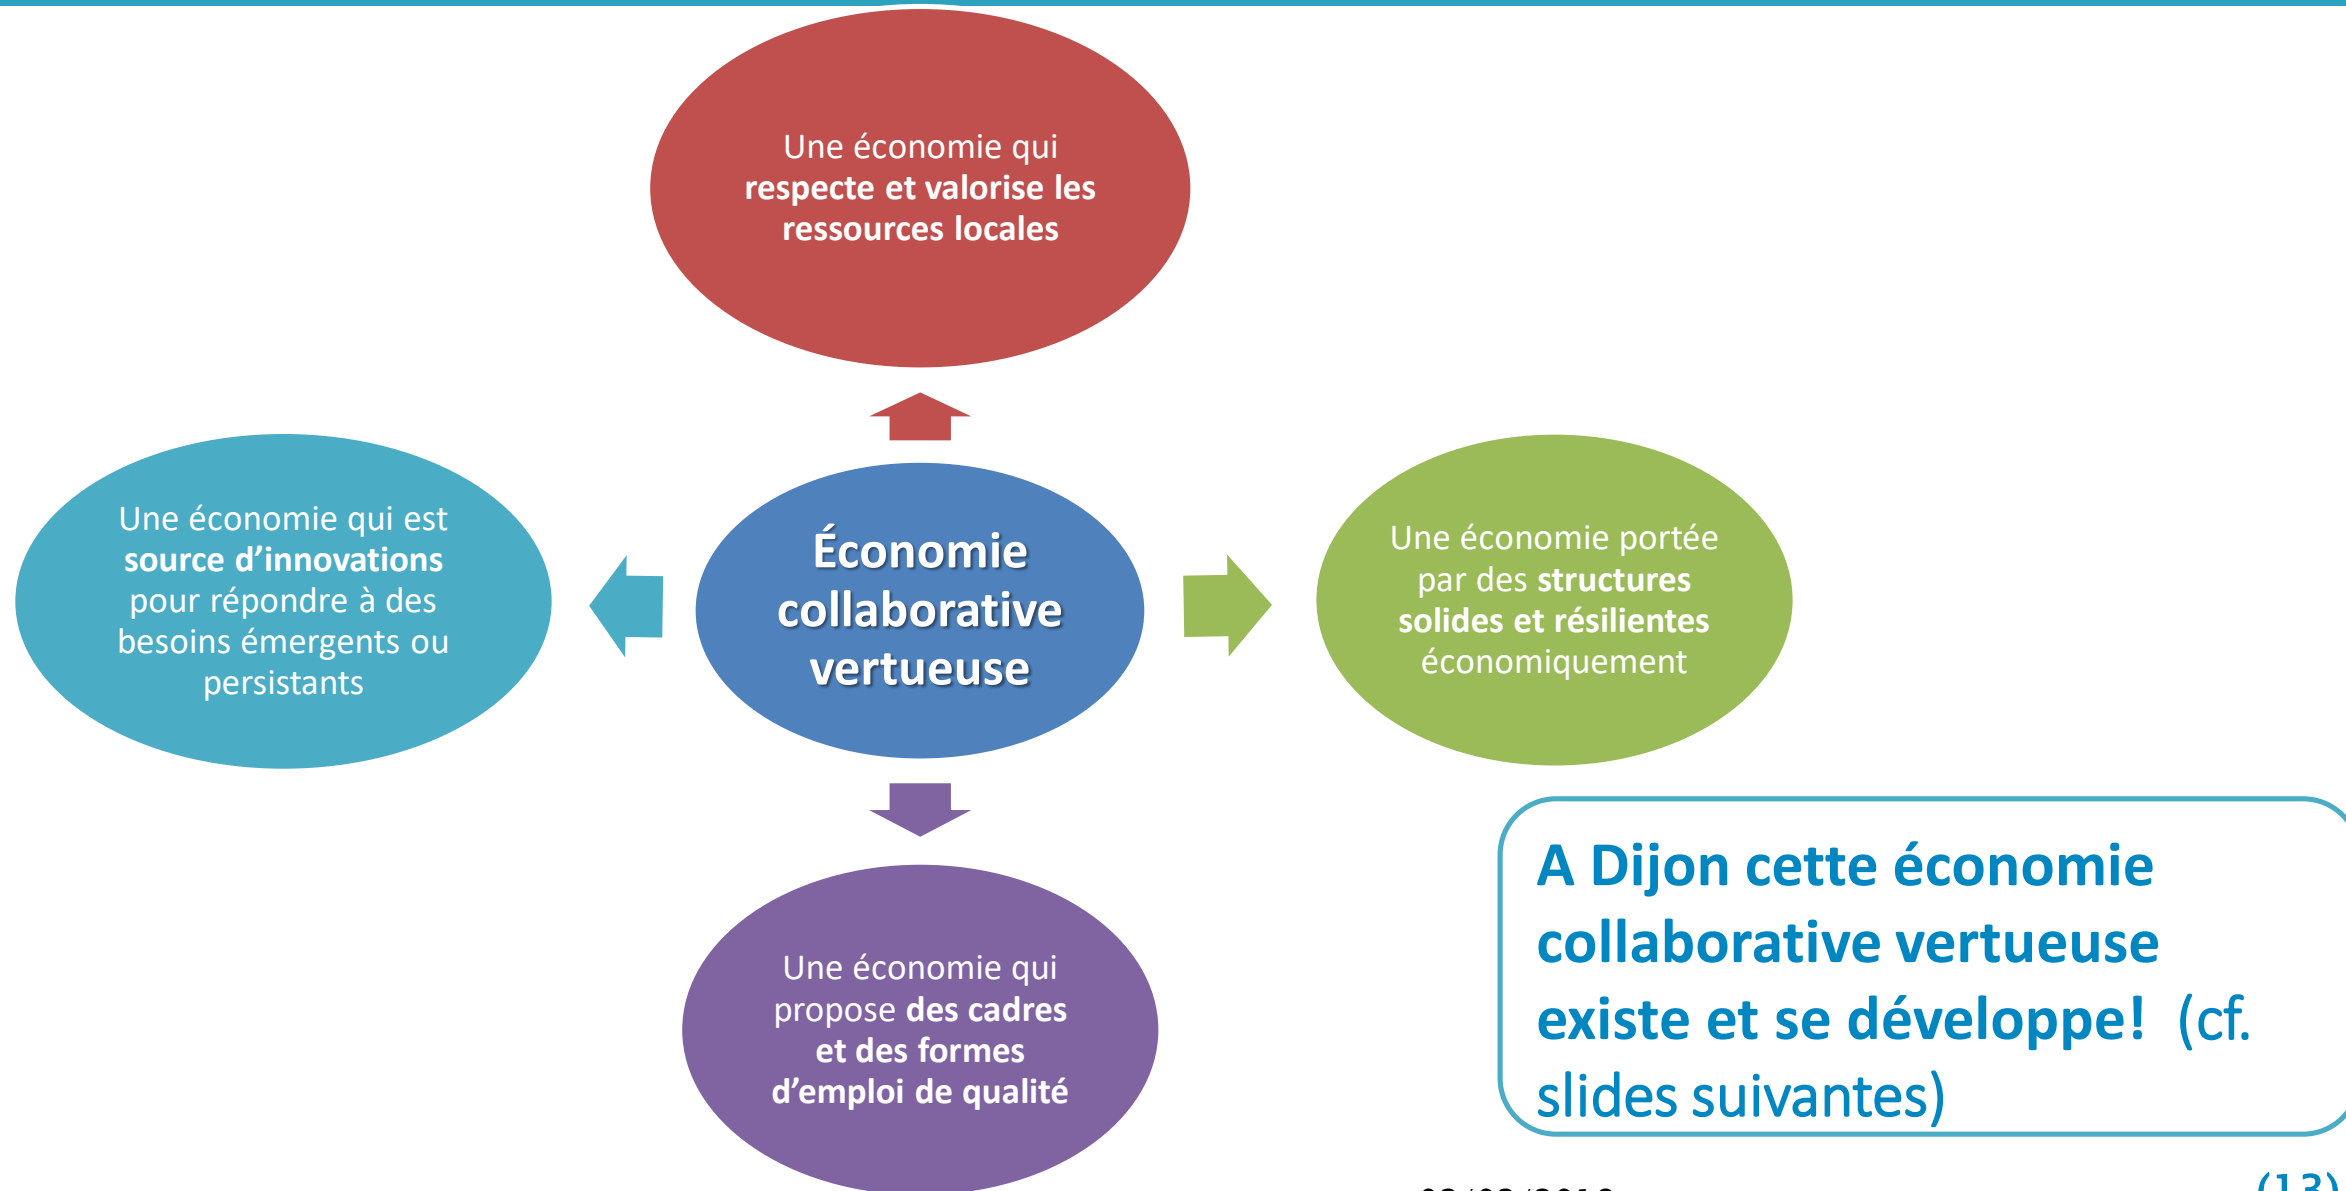 Une économie qui
respecte et valorise les
ressources locales
Une économie qui est
source d’innovations
pour répondre à des
besoins émergents ou
persistants
Économie
collaborative
vertueuse
Une économie portée
par des structures
solides et résilientes
économiquement
Une économie qui
propose des cadres
et des formes
d’emploi de qualité
A Dijon cette économie
collaborative vertueuse
existe et se développe! (cf.
slides suivantes)
(13)